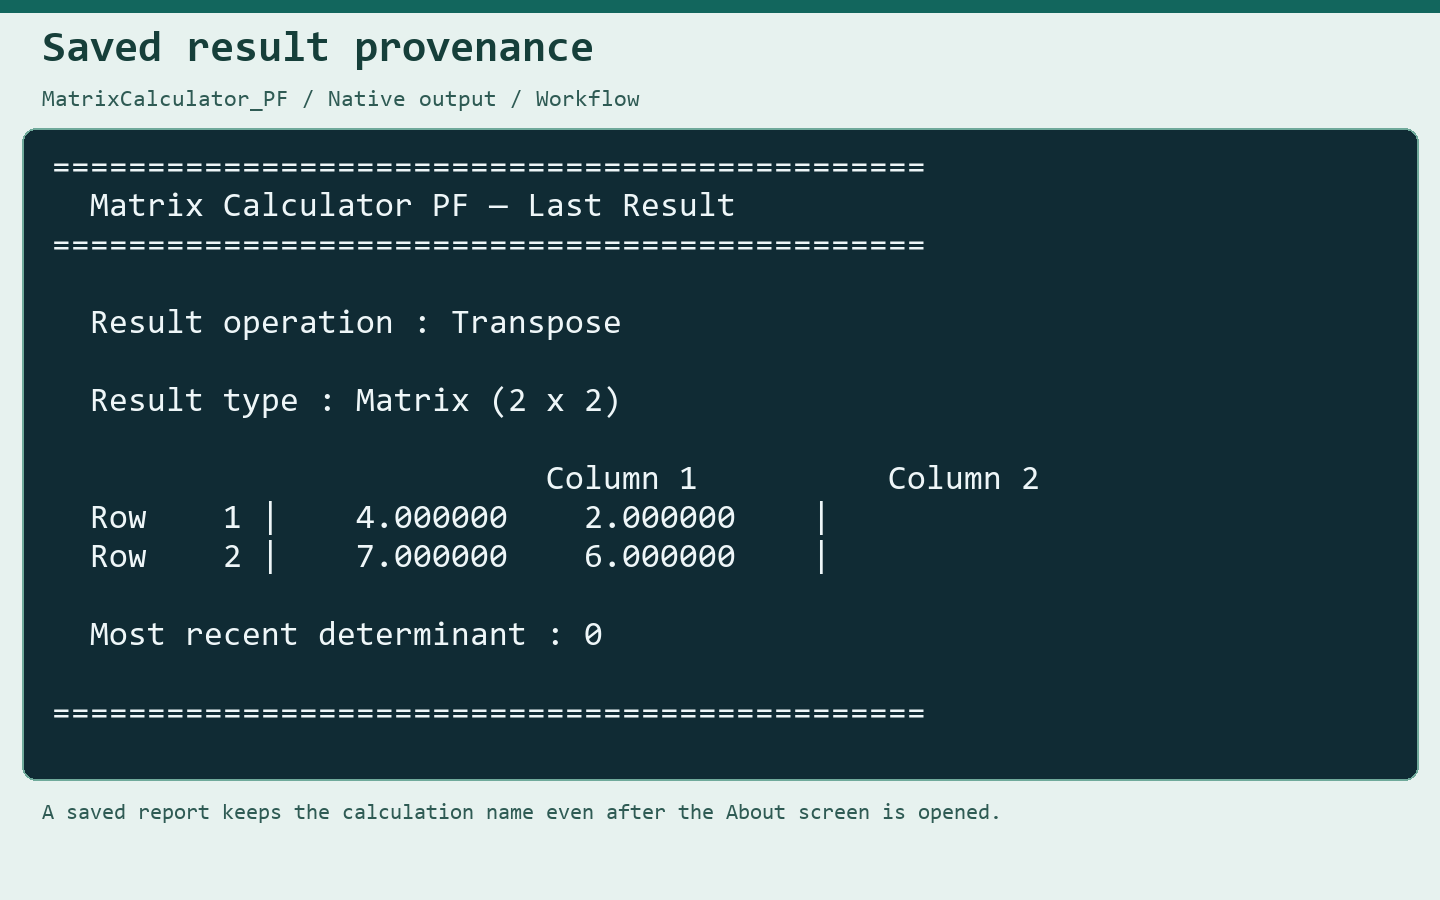 Saved result provenance
MatrixCalculator_PF / Native output / Workflow
==============================================
Matrix Calculator PF — Last Result
==============================================
Result operation : Transpose
Result type : Matrix (2 x 2)
Column 1          Column 2
Row    1 |    4.000000    2.000000    |
Row    2 |    7.000000    6.000000    |
Most recent determinant : 0
==============================================
A saved report keeps the calculation name even after the About screen is opened.